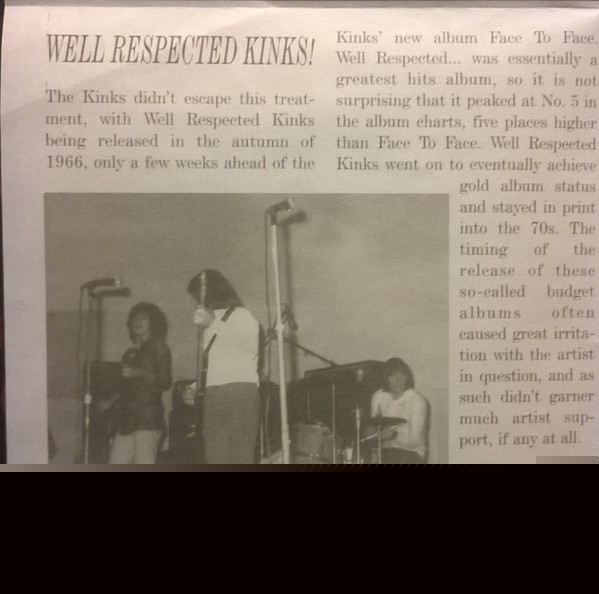 WELL RESPECTED KINKS!
The Kinks didn't escape this treat-
ment, with Well Respected Kinks
being released in the autumn of
1966, only a few weeks ahead of the
Kinks' new album Face To Face.
Well Respected... was essentially a
greatest hits album, so it is not
surprising that it peaked at No. 5 in
the album charts, five places higher
than Face To Face. Well Respected
Kinks went on to eventually achieve
gold album status
and stayed in print
into the 70s. The
timing of the
release of these
so-called budget
albums often
caused great irrita-
tion with the artist
in question, and as
such didn't garner
much artist sup-
port, if any at all.